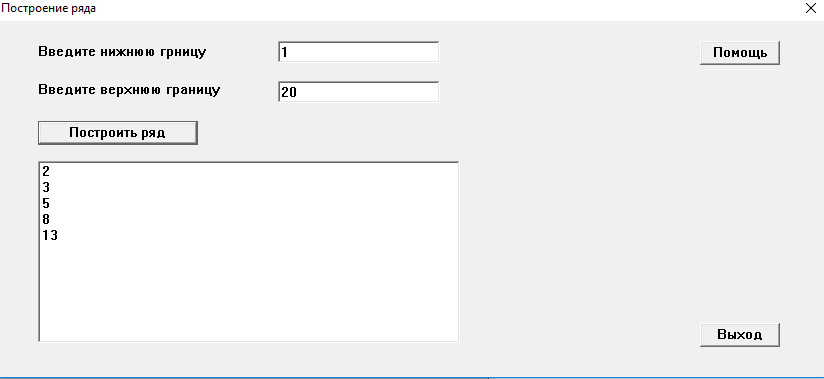 Построение ряда
Введите нижнюю грницу 1 Помощь
Введите верхнюю границу 20
Построить ряд
2
3
5
8
13
Выход